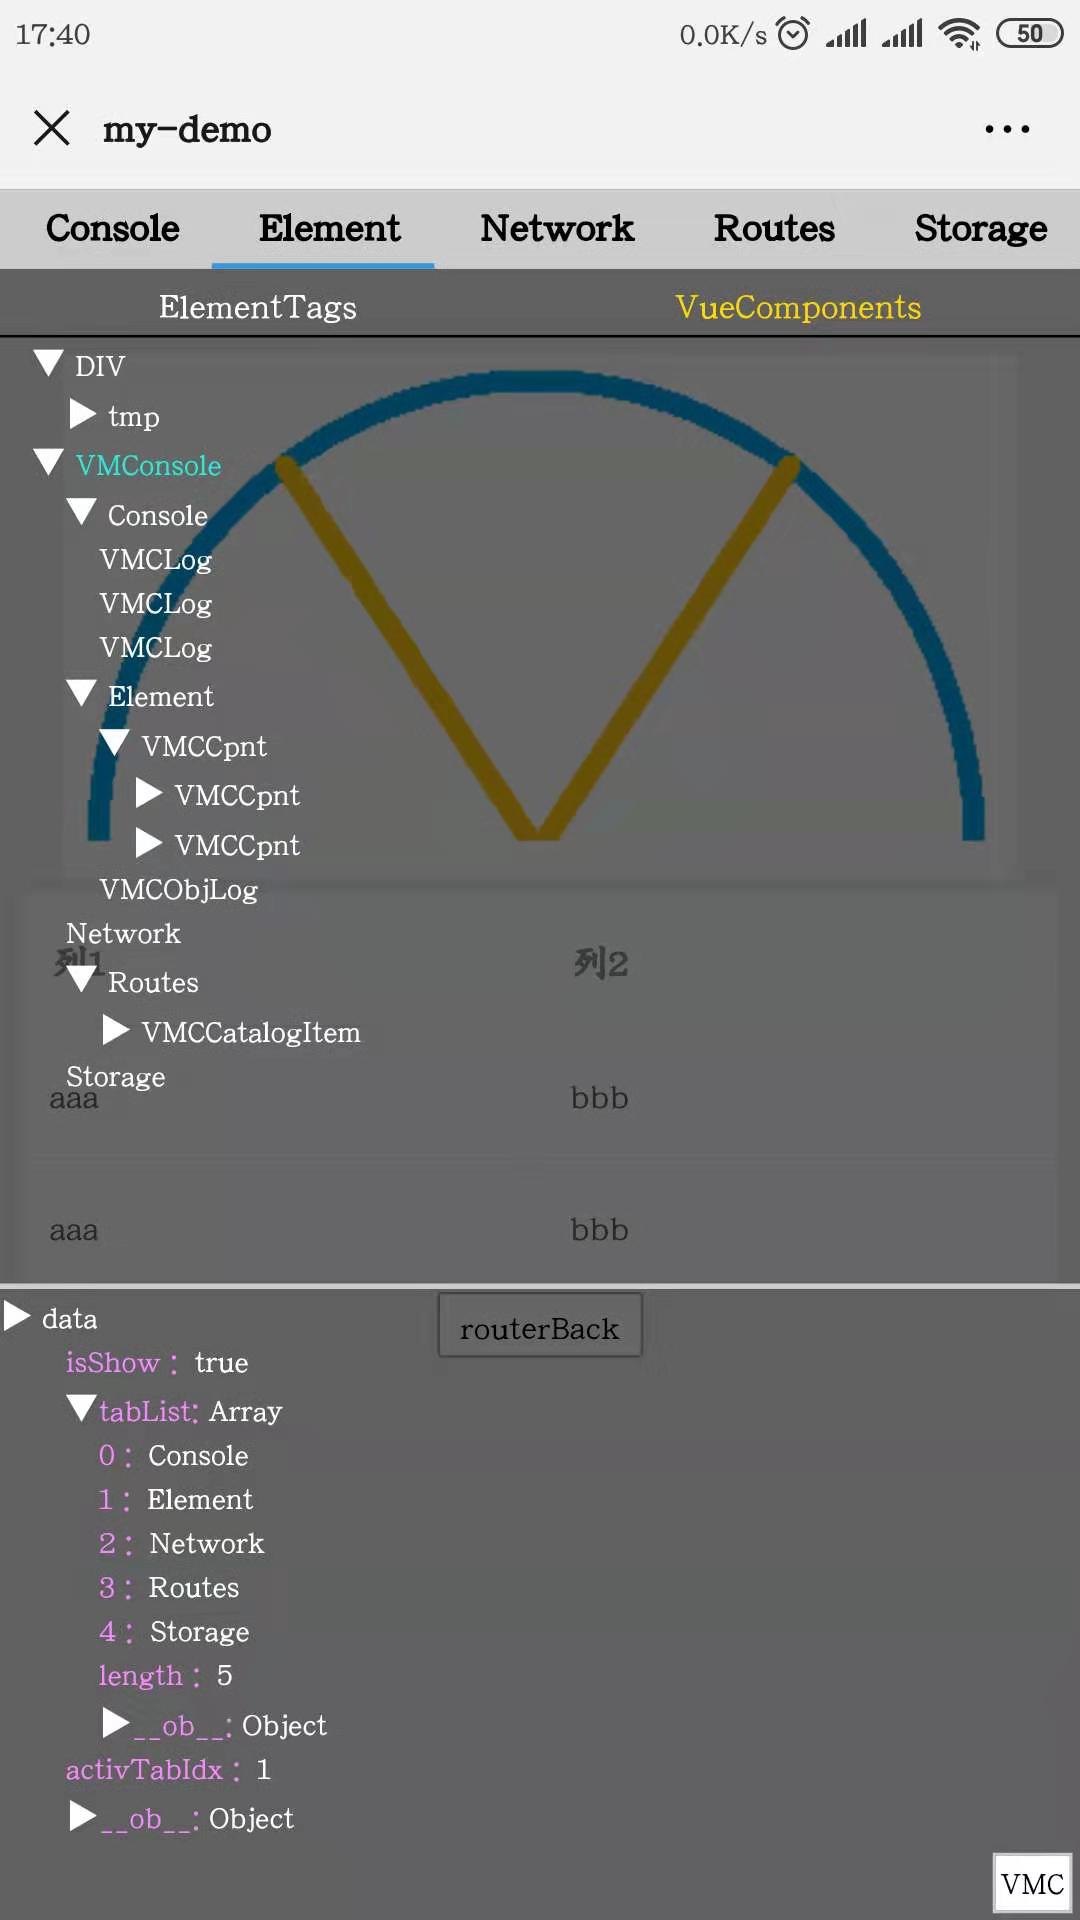 17:40 0.0K/s 50
my-demo
Console Element Network Routes Storage
ElementTags VueComponents
DIV
tmp
VMConsole
Console
VMCLog
VMCLog
VMCLog
Element
VMCCpnt
VMCCpnt
VMCCpnt
VMCObjLog
Network
列1 列2
Routes
VMCCatalogItem
Storage
aaa bbb
aaa bbb
data
routerBack
isShow : true
tabList: Array
0 : Console
1 : Element
2 : Network
3 : Routes
4 : Storage
length : 5
__ob__: Object
activTabIdx : 1
__ob__: Object
VMC